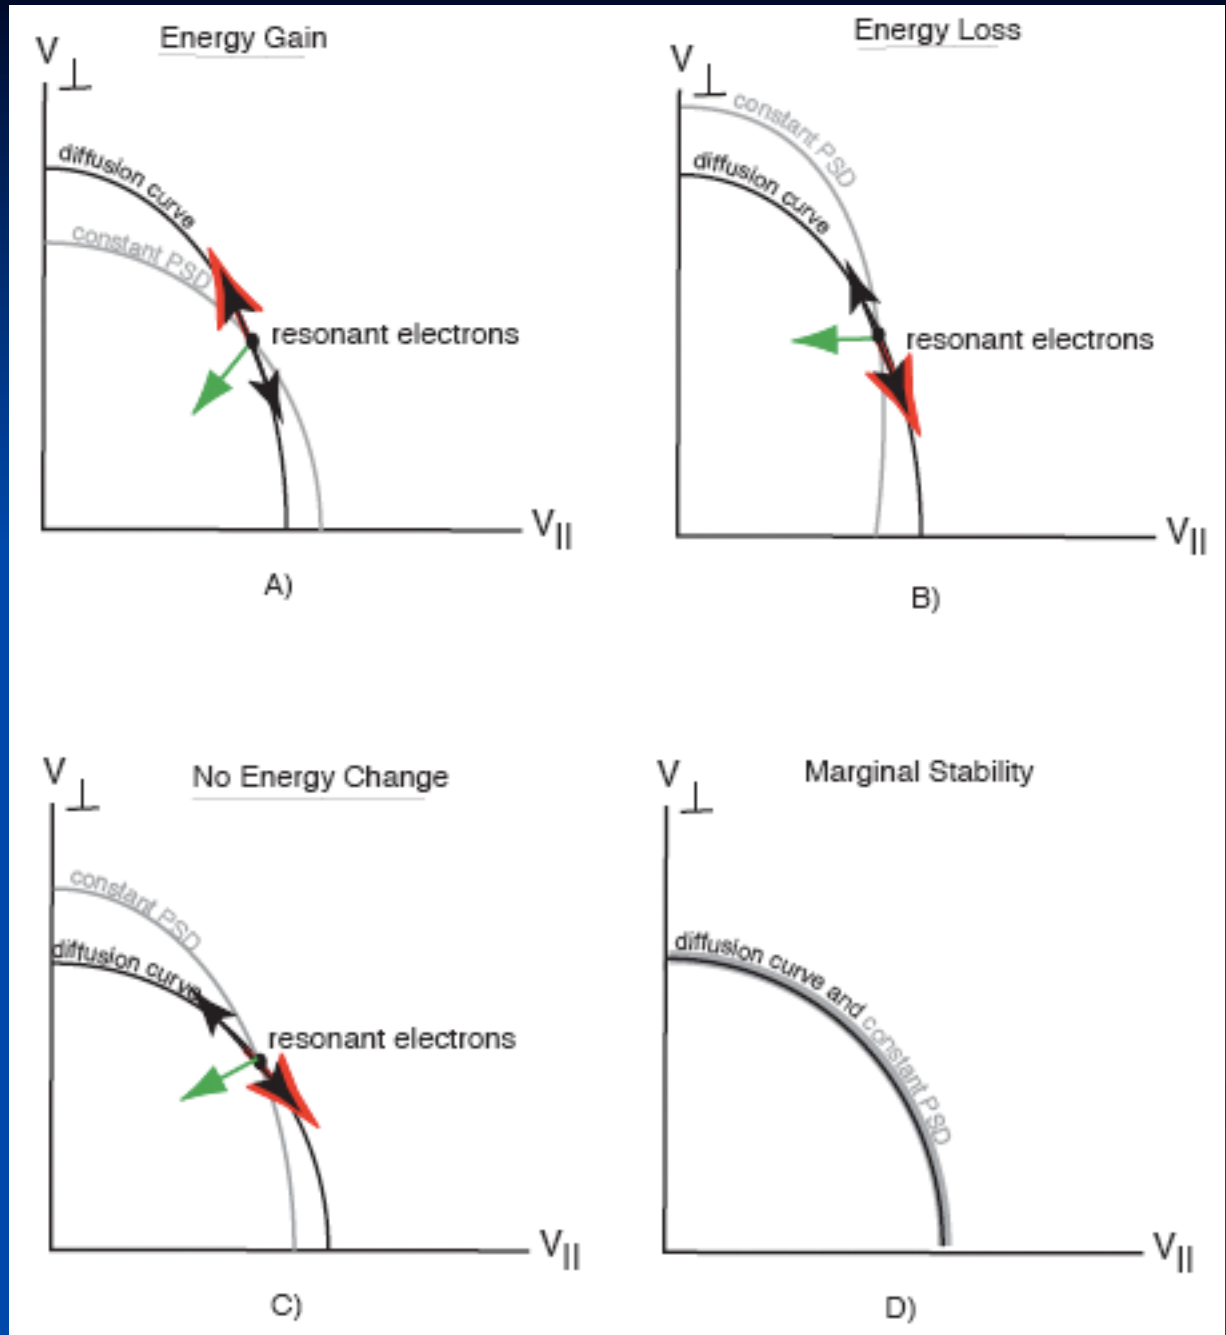 Energy Gain
V⊥
diffusion curve
constant PSD
resonant electrons
V||
A)
Energy Loss
V⊥
constant PSD
diffusion curve
resonant electrons
V||
B)
No Energy Change
V⊥
constant PSD
diffusion curve
resonant electrons
V||
C)
Marginal Stability
V⊥
diffusion curve and constant PSD
V||
D)